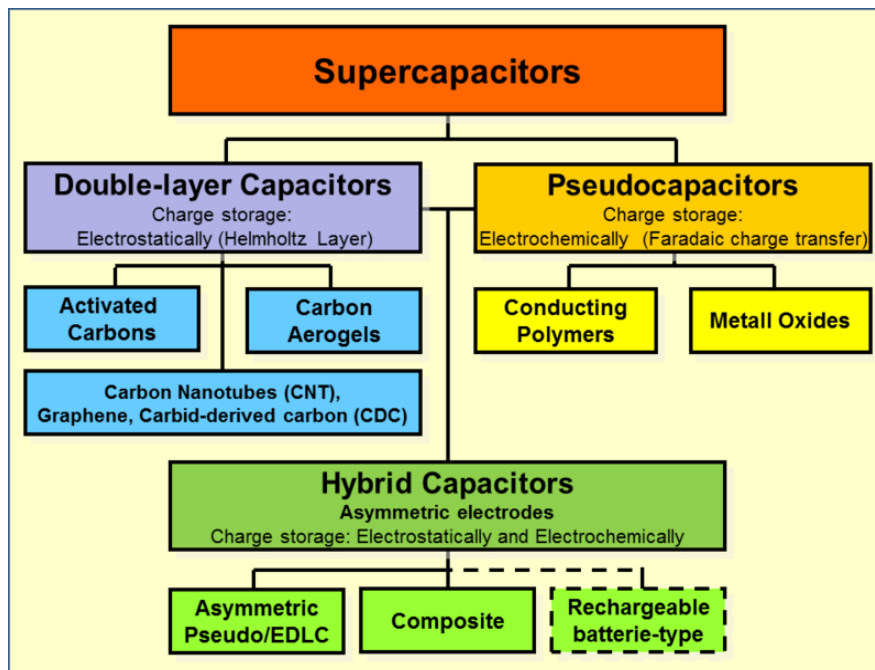 Supercapacitors
Double-layer Capacitors
Charge storage:
Electrostatically (Helmholtz Layer)
Pseudocapacitors
Charge storage:
Electrochemically (Faradaic charge transfer)
Activated
Carbons
Carbon
Aerogels
Conducting
Polymers
Metall Oxides
Carbon Nanotubes (CNT),
Graphene, Carbid-derived carbon (CDC)
Hybrid Capacitors
Asymmetric electrodes
Charge storage: Electrostatically and Electrochemically
Asymmetric
Pseudo/EDLC
Composite
Rechargeable
batterie-type